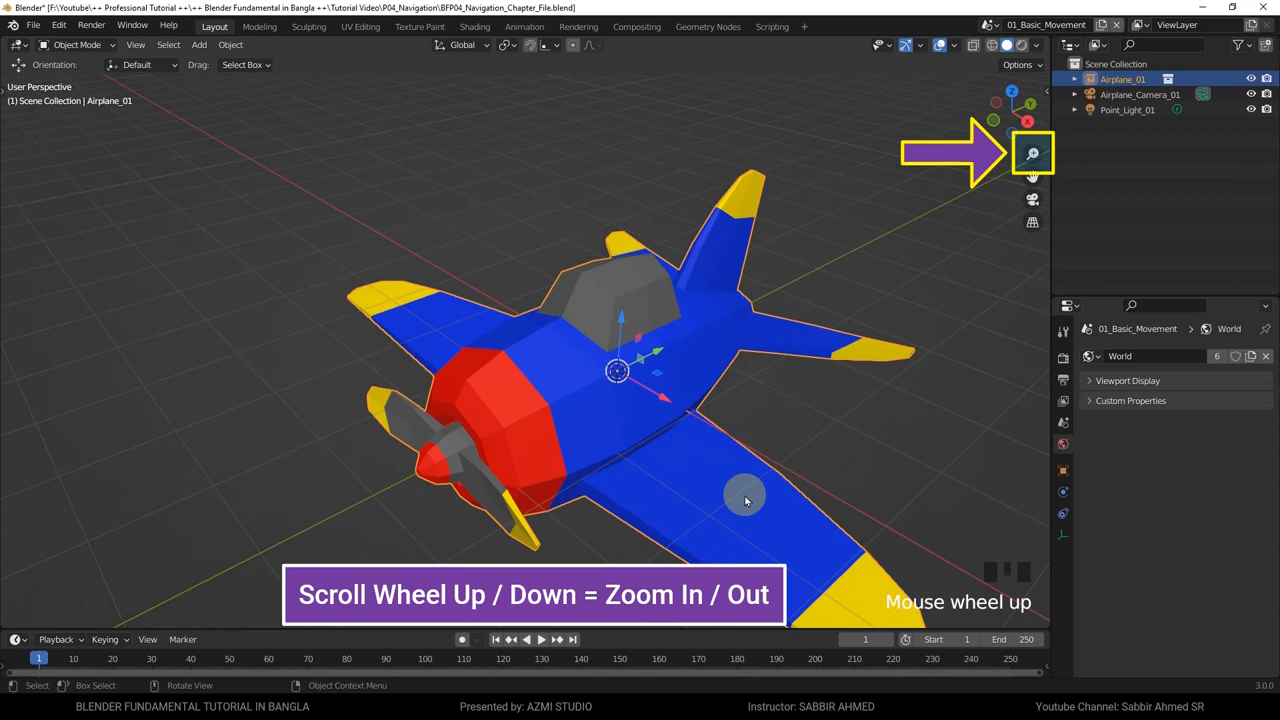 Blender* [F:\Youtube\++ Professional Tutorial ++\++ Blender Fundamental in Bangla ++\Tutorial Video\P04_Navigation\BFP04_Navigation_Chapter_File.blend]
File Edit Render Window Help Layout Modeling Sculpting UV Editing Texture Paint Shading Animation Rendering Compositing Geometry Nodes Scripting + 01_Basic_Movement ViewLayer
Object Mode View Select Add Object Global
Orientation: Default Drag: Select Box Options
User Perspective
(1) Scene Collection | Airplane_01
Z
Y
X
Scene Collection
Airplane_01
Airplane_Camera_01
Point_Light_01
01_Basic_Movement World
World 6
Viewport Display
Custom Properties
Scroll Wheel Up / Down = Zoom In / Out
Mouse wheel up
Playback Keying View Marker 1 Start 1 End 250
1 10 20 30 40 50 60 70 80 90 100 110 120 130 140 150 160 170 180 190 200 210 220 230 240 250
Select Box Select Rotate View Object Context Menu 3.0.0
BLENDER FUNDAMENTAL TUTORIAL IN BANGLA Presented by: AZMI STUDIO Instructor: SABBIR AHMED Youtube Channel: Sabbir Ahmed SR